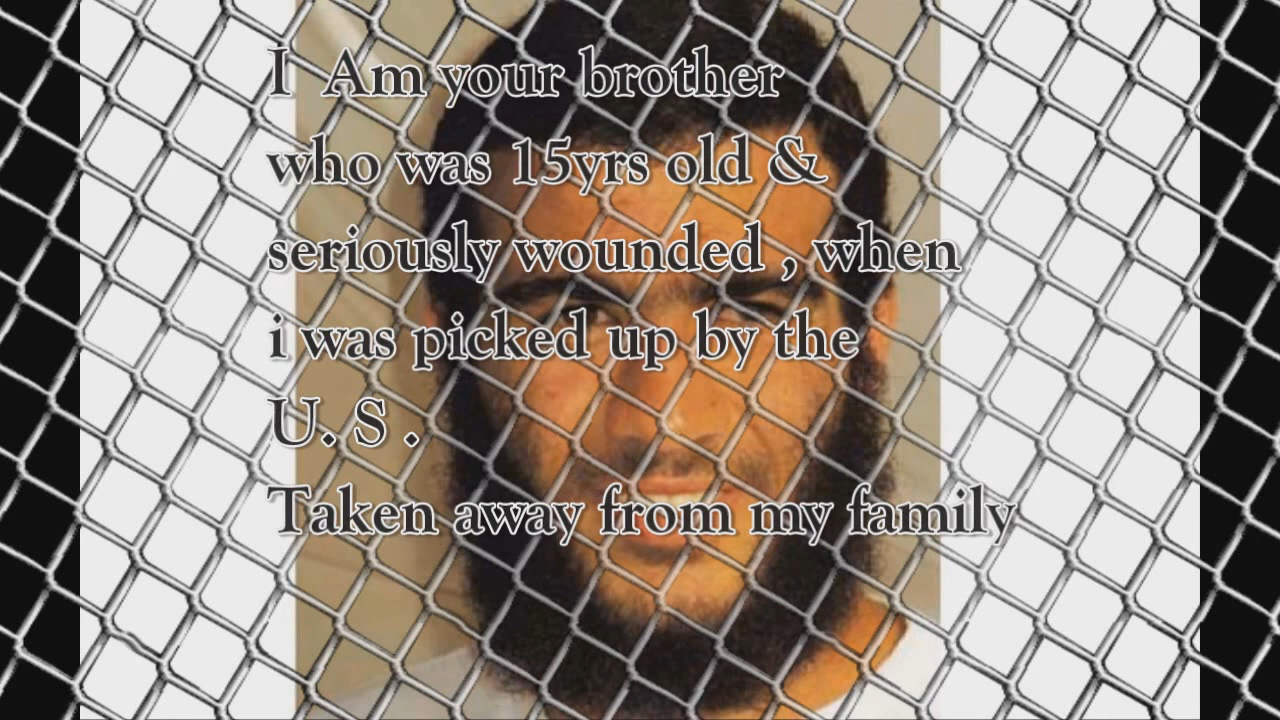 I Am your brother
who was 15yrs old &
seriously wounded , when
i was picked up by the
U. S .
Taken away from my family